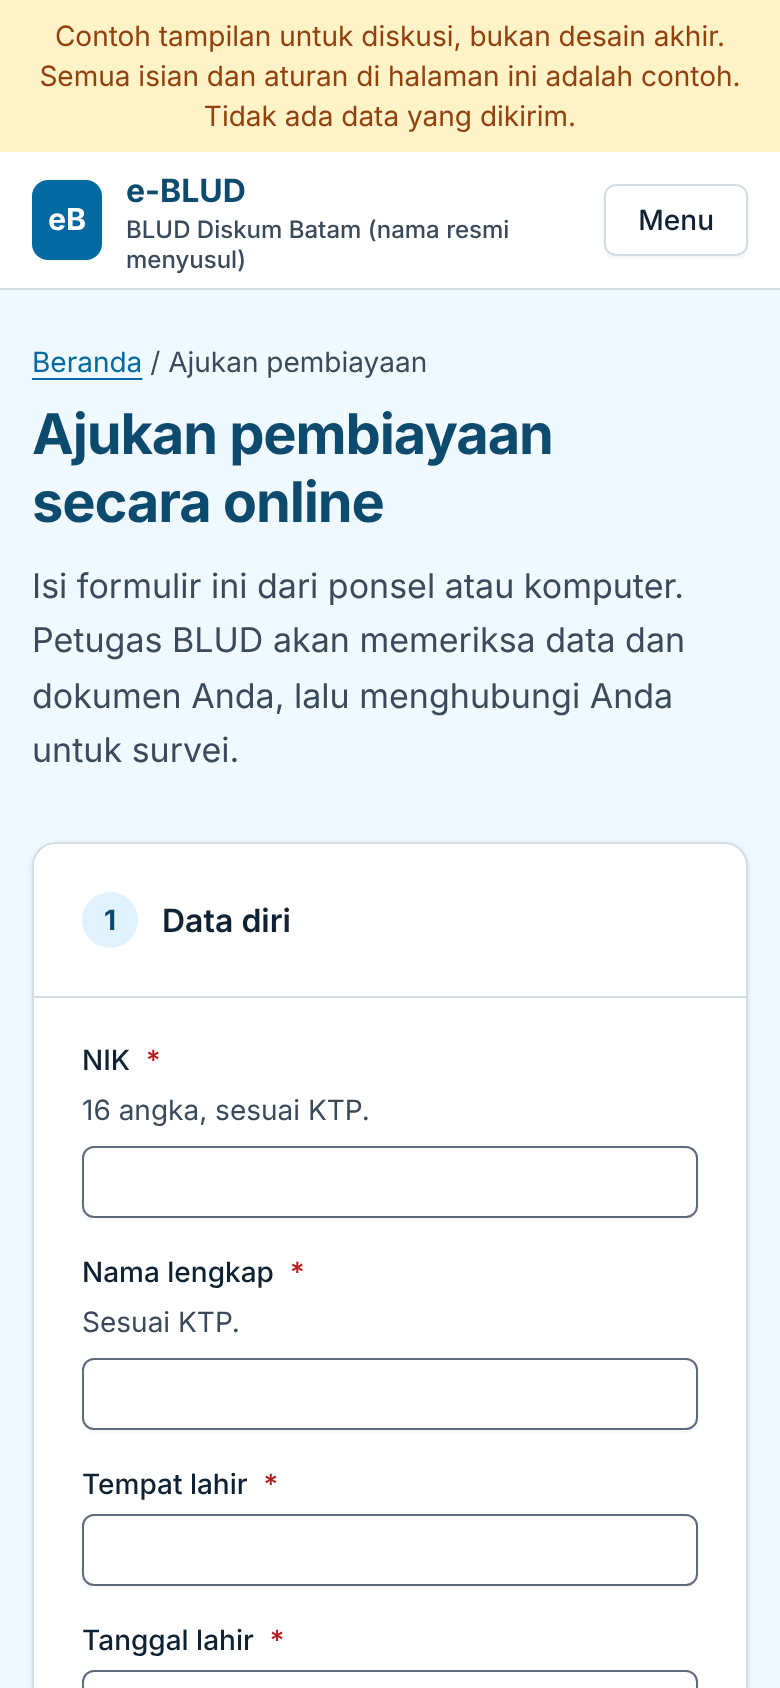 Contoh tampilan untuk diskusi, bukan desain akhir.
Semua isian dan aturan di halaman ini adalah contoh.
Tidak ada data yang dikirim.
eB
e-BLUD
BLUD Diskum Batam (nama resmi
menyusul)
Menu
Beranda / Ajukan pembiayaan
Ajukan pembiayaan
secara online
Isi formulir ini dari ponsel atau komputer.
Petugas BLUD akan memeriksa data dan
dokumen Anda, lalu menghubungi Anda
untuk survei.
1 Data diri
NIK *
16 angka, sesuai KTP.
Nama lengkap *
Sesuai KTP.
Tempat lahir *
Tanggal lahir *